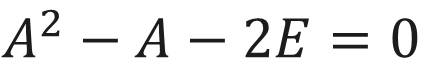 A² − A − 2E = 0